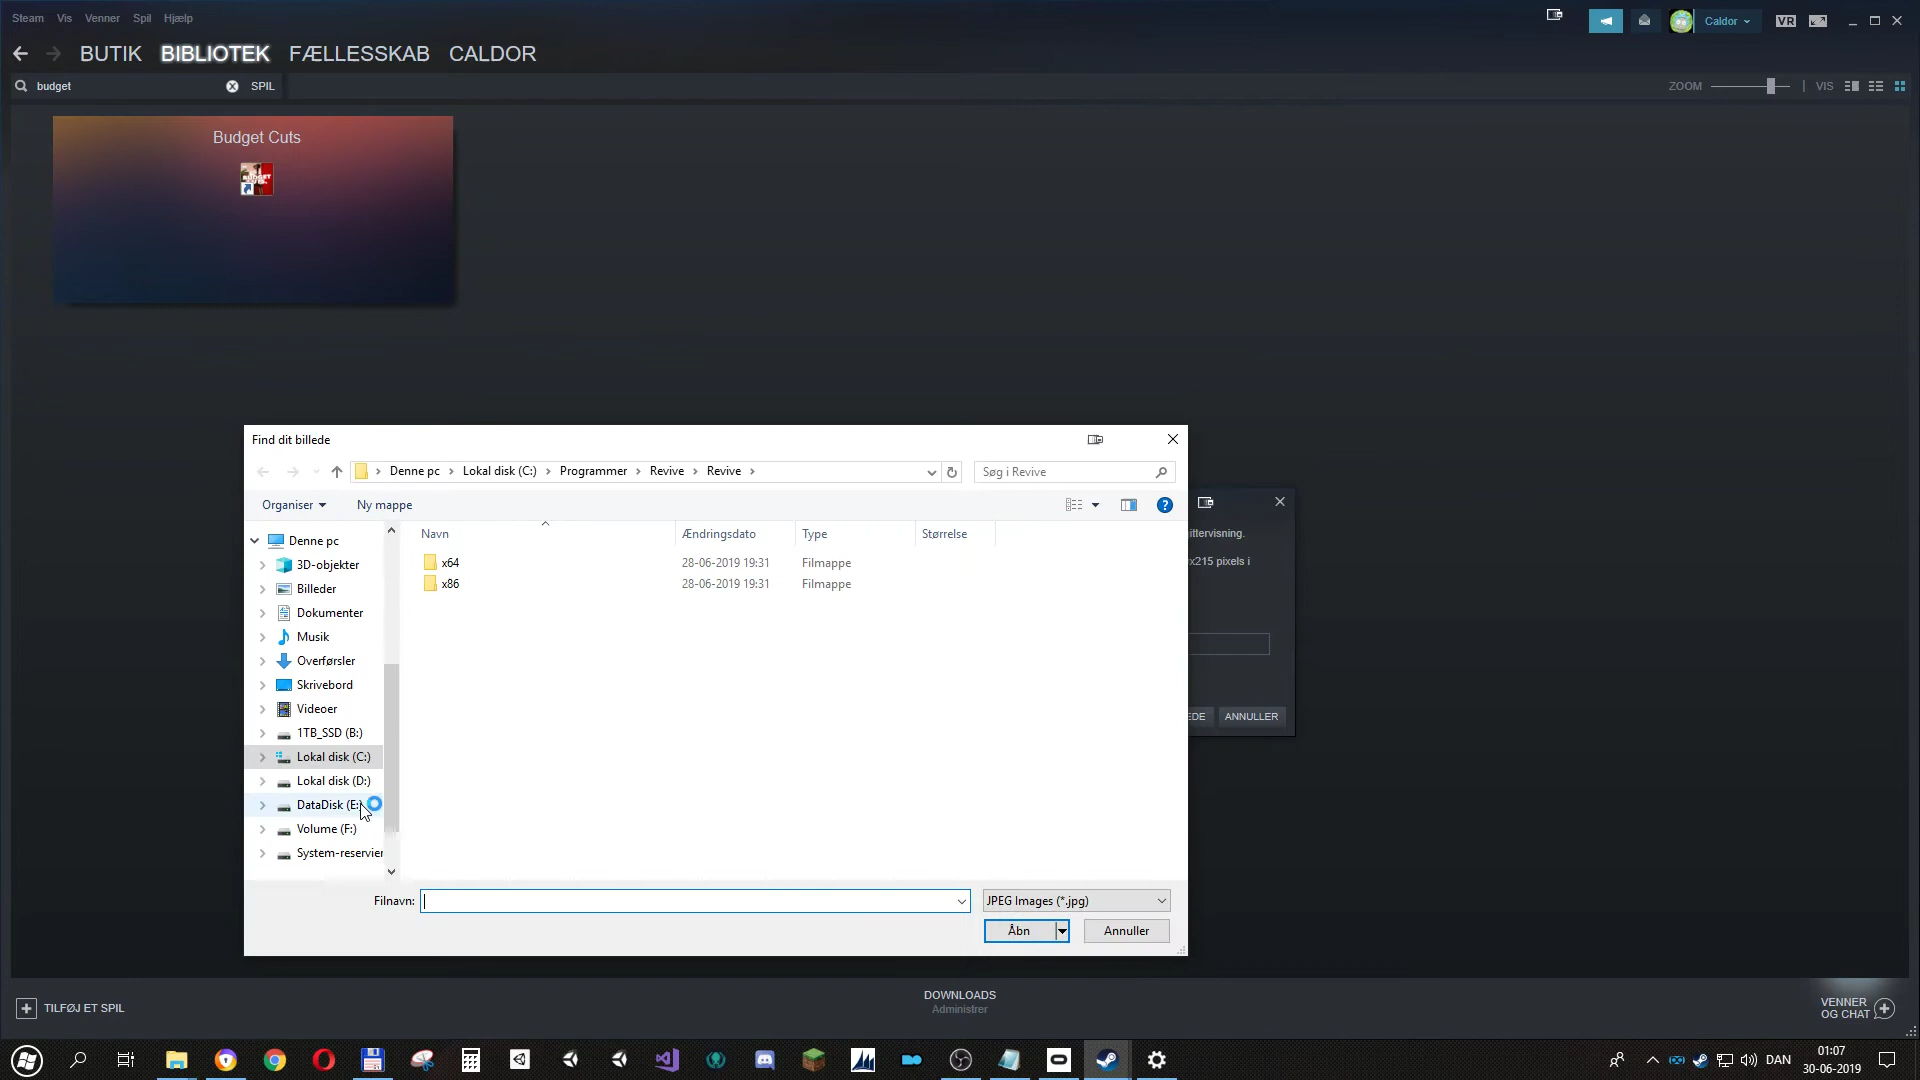 Steam Vis Venner Spil Hjælp
Caldor
VR
BUTIK BIBLIOTEK FÆLLESSKAB CALDOR
budget SPIL
ZOOM VIS
Budget Cuts
BUDGET
Find dit billede
Denne pc Lokal disk (C:) Programmer Revive Revive
Søg i Revive
Organiser Ny mappe
Navn Ændringsdato Type Størrelse
x64 28-06-2019 19:31 Filmappe
x86 28-06-2019 19:31 Filmappe
Denne pc
3D-objekter
Billeder
Dokumenter
Musik
Overførsler
Skrivebord
Videoer
1TB_SSD (B:)
Lokal disk (C:)
Lokal disk (D:)
DataDisk (E:)
Volume (F:)
System-reservier
Filnavn: JPEG Images (*.jpg)
Åbn Annuller
ittervisning.
x215 pixels i
EDE ANNULLER
TILFØJ ET SPIL
DOWNLOADS
Administrer
VENNER
OG CHAT
DAN
01:07
30-06-2019